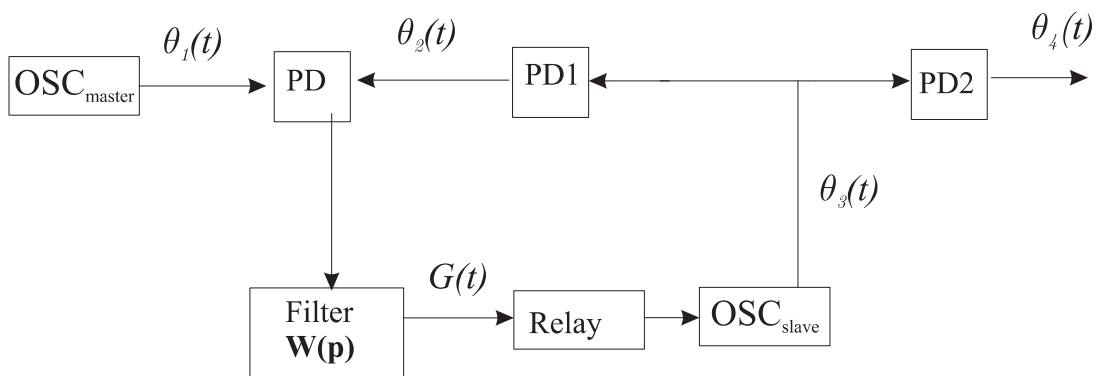 OSCmaster
θ1(t)
PD
θ2(t)
PD1
PD2
θ4(t)
θ3(t)
Filter
W(p)
G(t)
Relay
OSCslave